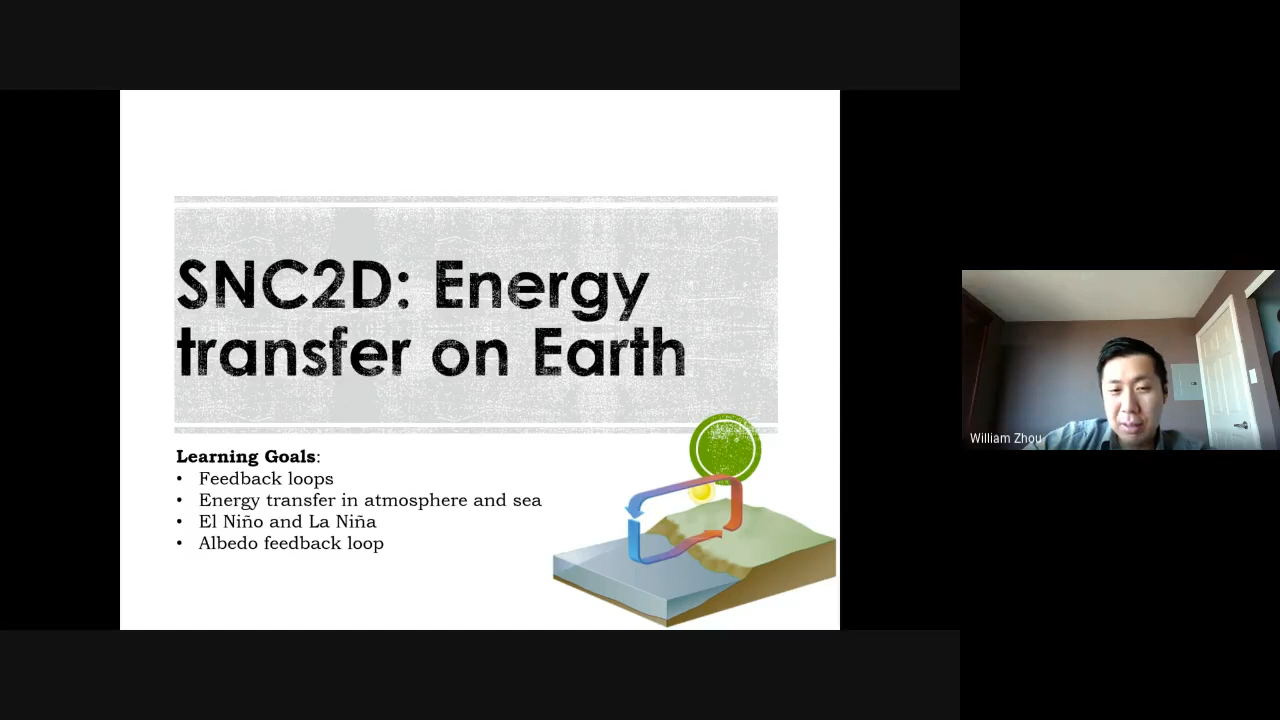 SNC2D: Energy
transfer on Earth
Learning Goals:
• Feedback loops
• Energy transfer in atmosphere and sea
• El Niño and La Niña
• Albedo feedback loop
William Zhou